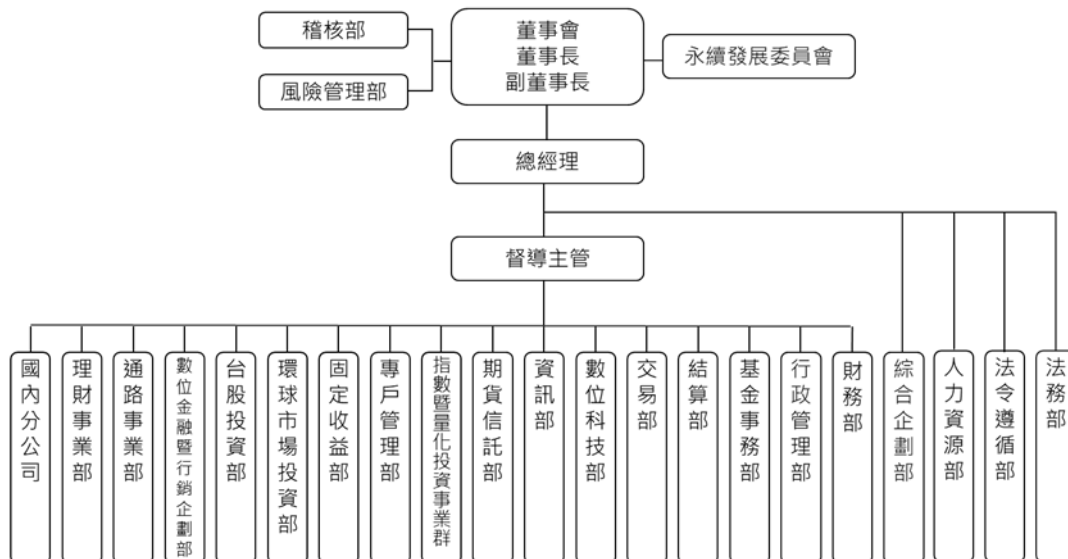 稽核部
風險管理部
董事會
董事長
副董事長
永續發展委員會
總經理
督導主管
國內分公司
理財事業部
通路事業部
數位金融暨行銷企劃部
台股投資部
環球市場投資部
固定收益部
專戶管理部
指數暨量化投資事業群
期貨信託部
資訊部
數位科技部
交易部
結算部
基金事務部
行政管理部
財務部
綜合企劃部
人力資源部
法令遵循部
法務部